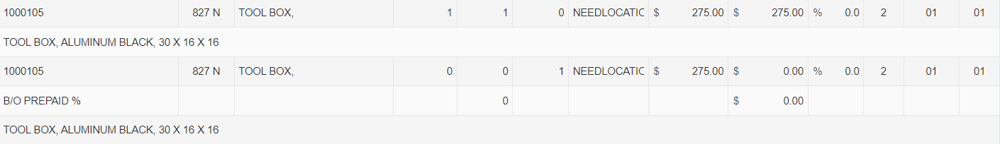 1000105 827 N TOOL BOX, 1 1 0 NEEDLOCATIC $ 275.00 $ 275.00 % 0.0 2 01 01
TOOL BOX, ALUMINUM BLACK, 30 X 16 X 16
1000105 827 N TOOL BOX, 0 0 1 NEEDLOCATIC $ 275.00 $ 0.00 % 0.0 2 01 01
B/O PREPAID % 0 $ 0.00
TOOL BOX, ALUMINUM BLACK, 30 X 16 X 16